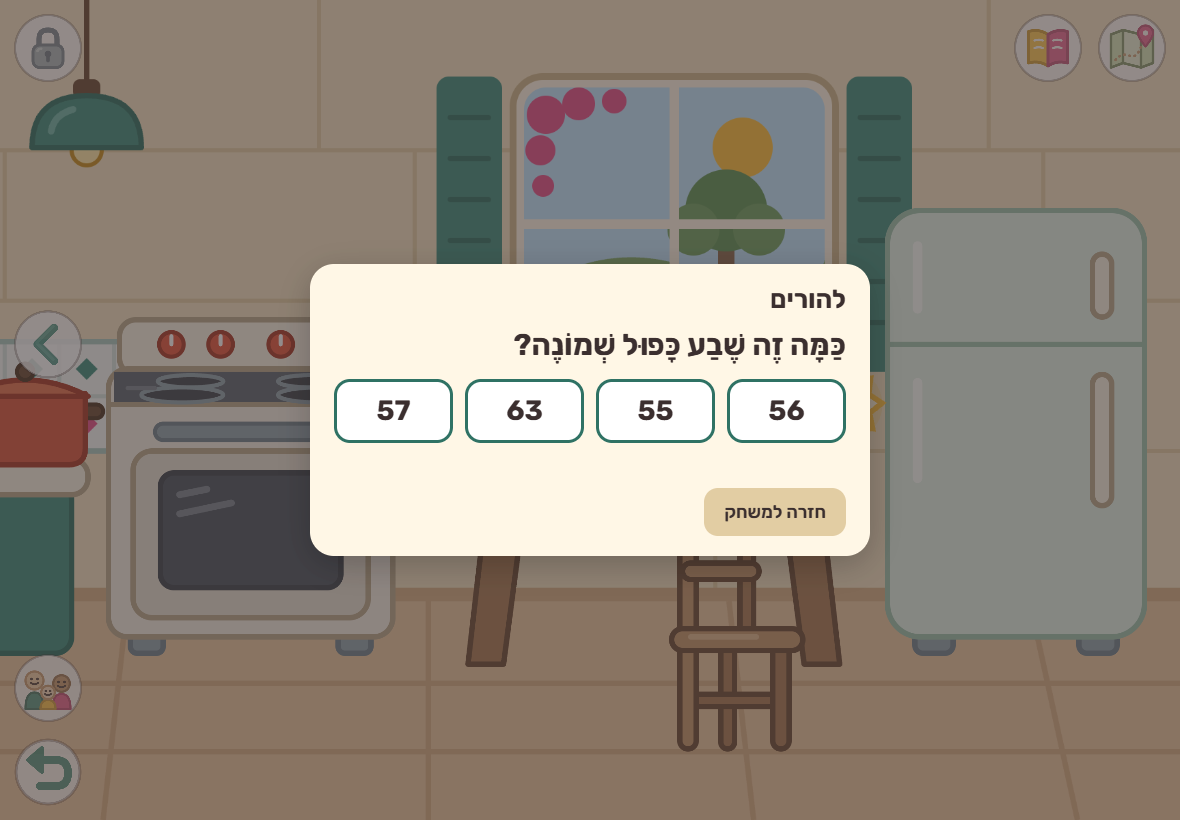 להורים
כַּמָּה זֶה שֶׁבַע כָּפוּל שְׁמוֹנֶה?
56 55 63 57
חזרה למשחק